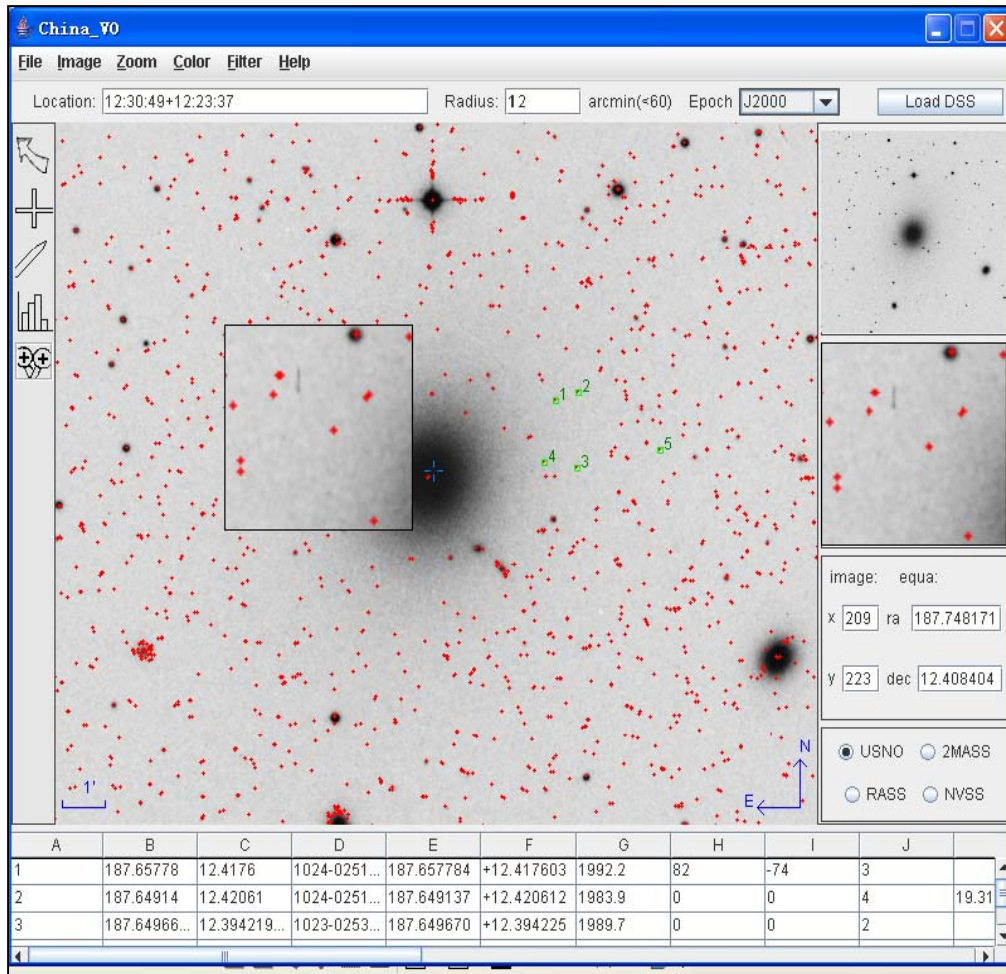 China_VO
File Image Zoom Color Filter Help
Location: 12:30:49+12:23:37 Radius: 12 arcmin(<60) Epoch J2000 Load DSS
1 2
4 3 5
image: equa:
x 209 ra 187.748171
y 223 dec 12.408404
USNO 2MASS
RASS NVSS
N
E
1'
A B C D E F G H I J
1 187.65778 12.4176 1024-0251... 187.657784 +12.417603 1992.2 82 -74 3
2 187.64914 12.42061 1024-0251... 187.649137 +12.420612 1983.9 0 0 4 19.31
3 187.64966... 12.394219... 1023-0253... 187.649670 +12.394225 1989.7 0 0 2